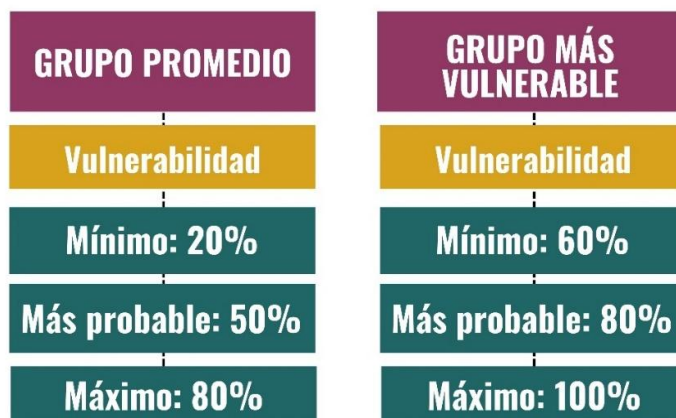 GRUPO PROMEDIO
Vulnerabilidad
Mínimo: 20%
Más probable: 50%
Máximo: 80%
GRUPO MÁS
VULNERABLE
Vulnerabilidad
Mínimo: 60%
Más probable: 80%
Máximo: 100%